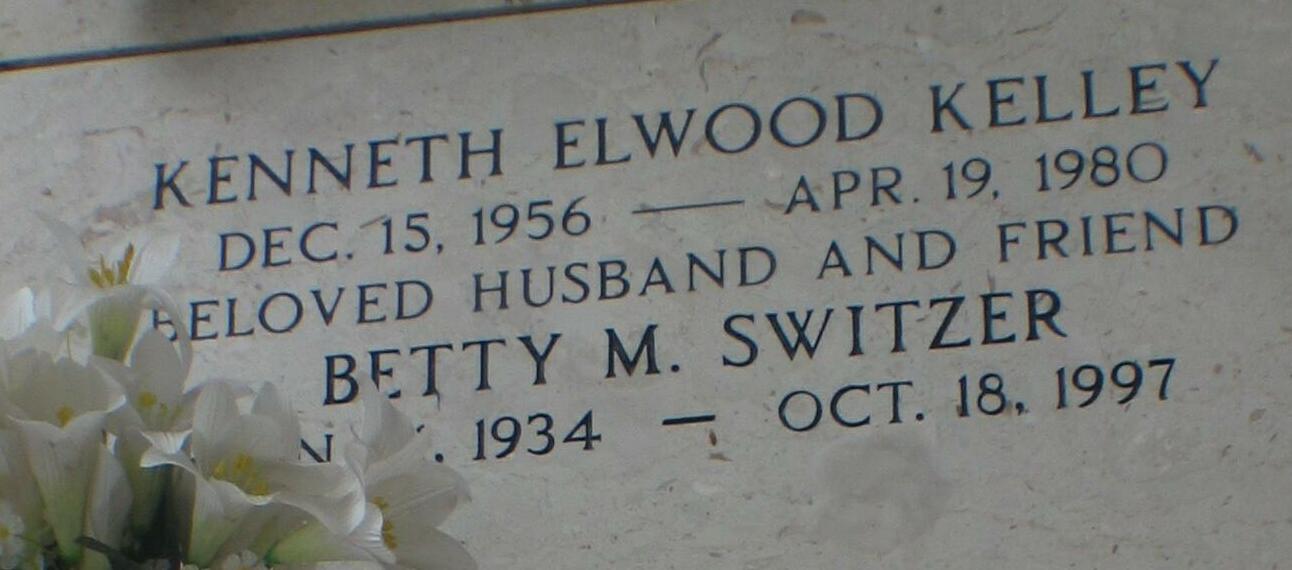 KENNETH ELWOOD KELLEY
DEC. 15, 1956 — APR. 19, 1980
BELOVED HUSBAND AND FRIEND
BETTY M. SWITZER
1934 — OCT. 18, 1997